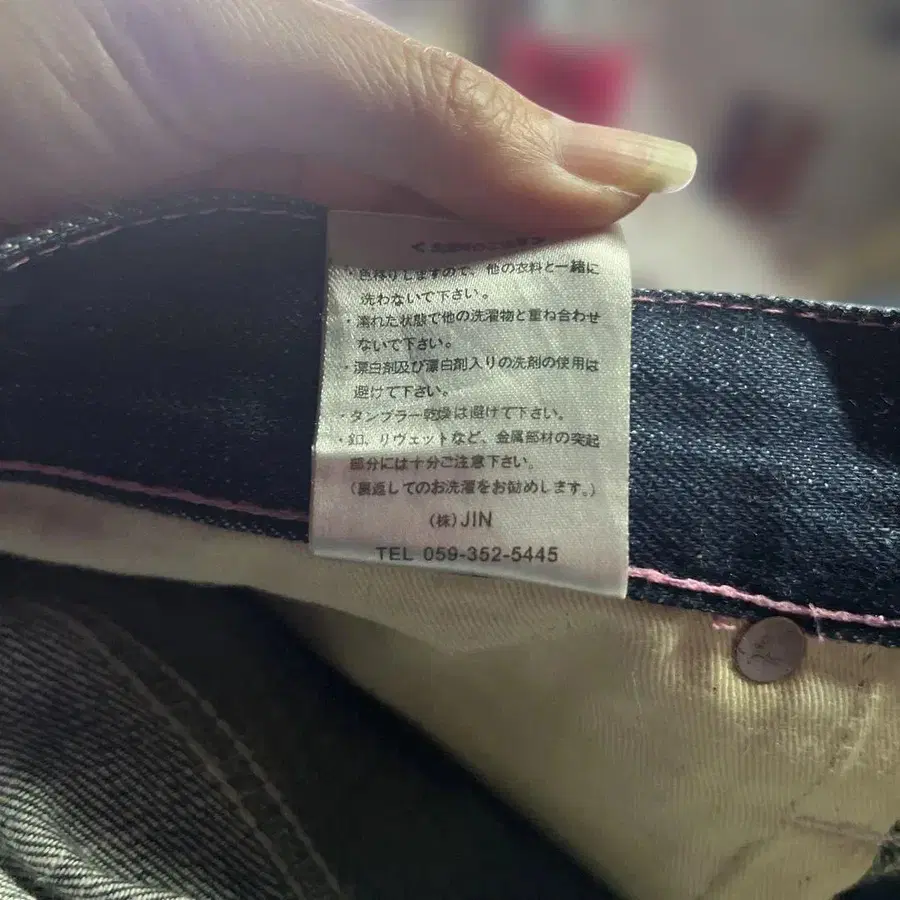 ・色移りしますので、他の衣料と一緒に
洗わないで下さい。
・濡れた状態で他の洗濯物と重ね合わせ
ないで下さい。
・漂白剤及び漂白剤入りの洗剤の使用は
避けて下さい。
・タンブラー乾燥は避けて下さい。
・釦、リヴェットなど、金属部材の突起
部分には十分ご注意下さい。
(裏返してのお洗濯をお勧めします。)
(株)JIN
TEL 059-352-5445